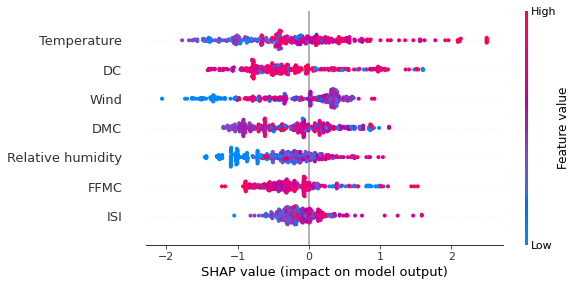 High
Temperature
DC
Wind
DMC
Relative humidity
FFMC
ISI
Feature value
Low
−2
−1
0
1
2
SHAP value (impact on model output)